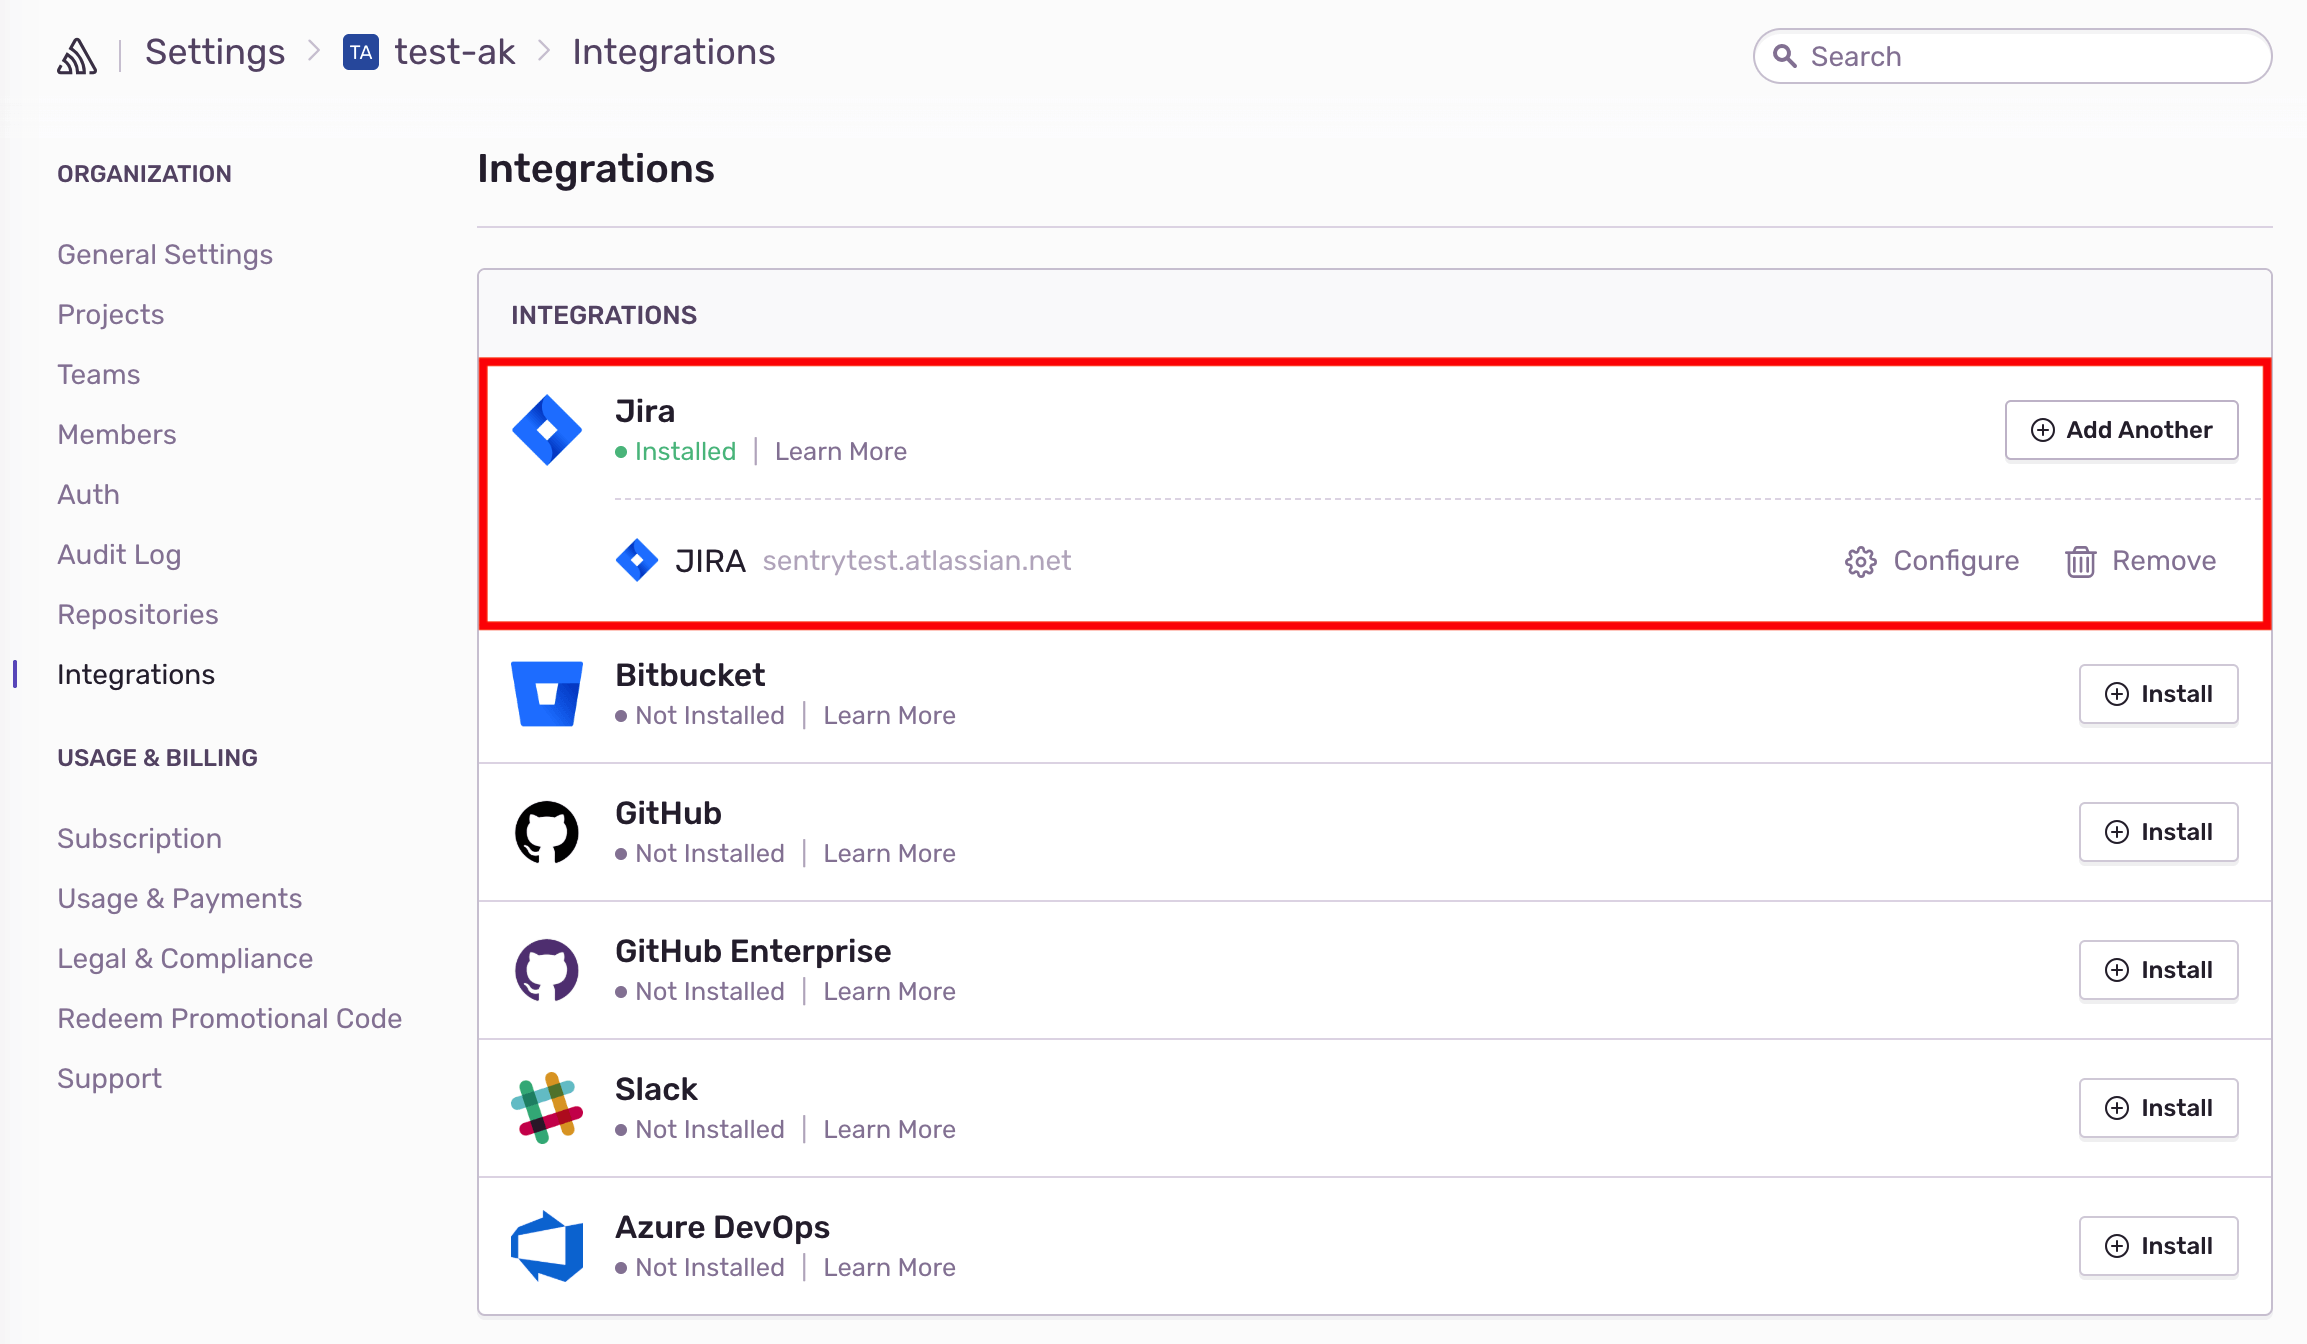 Settings > TA test-ak > Integrations
Search
ORGANIZATION
General Settings
Projects
Teams
Members
Auth
Audit Log
Repositories
Integrations
USAGE & BILLING
Subscription
Usage & Payments
Legal & Compliance
Redeem Promotional Code
Support
Integrations
INTEGRATIONS
Jira
Installed | Learn More
Add Another
JIRA sentrytest.atlassian.net
Configure
Remove
Bitbucket
Not Installed | Learn More
Install
GitHub
Not Installed | Learn More
Install
GitHub Enterprise
Not Installed | Learn More
Install
Slack
Not Installed | Learn More
Install
Azure DevOps
Not Installed | Learn More
Install